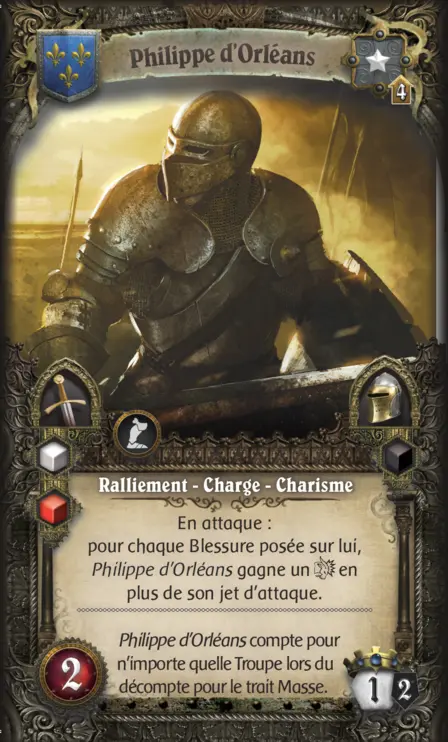 Philippe d'Orléans
4
Ralliement - Charge - Charisme
En attaque :
pour chaque Blessure posée sur lui,
Philippe d'Orléans gagne un en
plus de son jet d'attaque.
Philippe d'Orléans compte pour
n'importe quelle Troupe lors du
décompte pour le trait Masse.
2
1 2